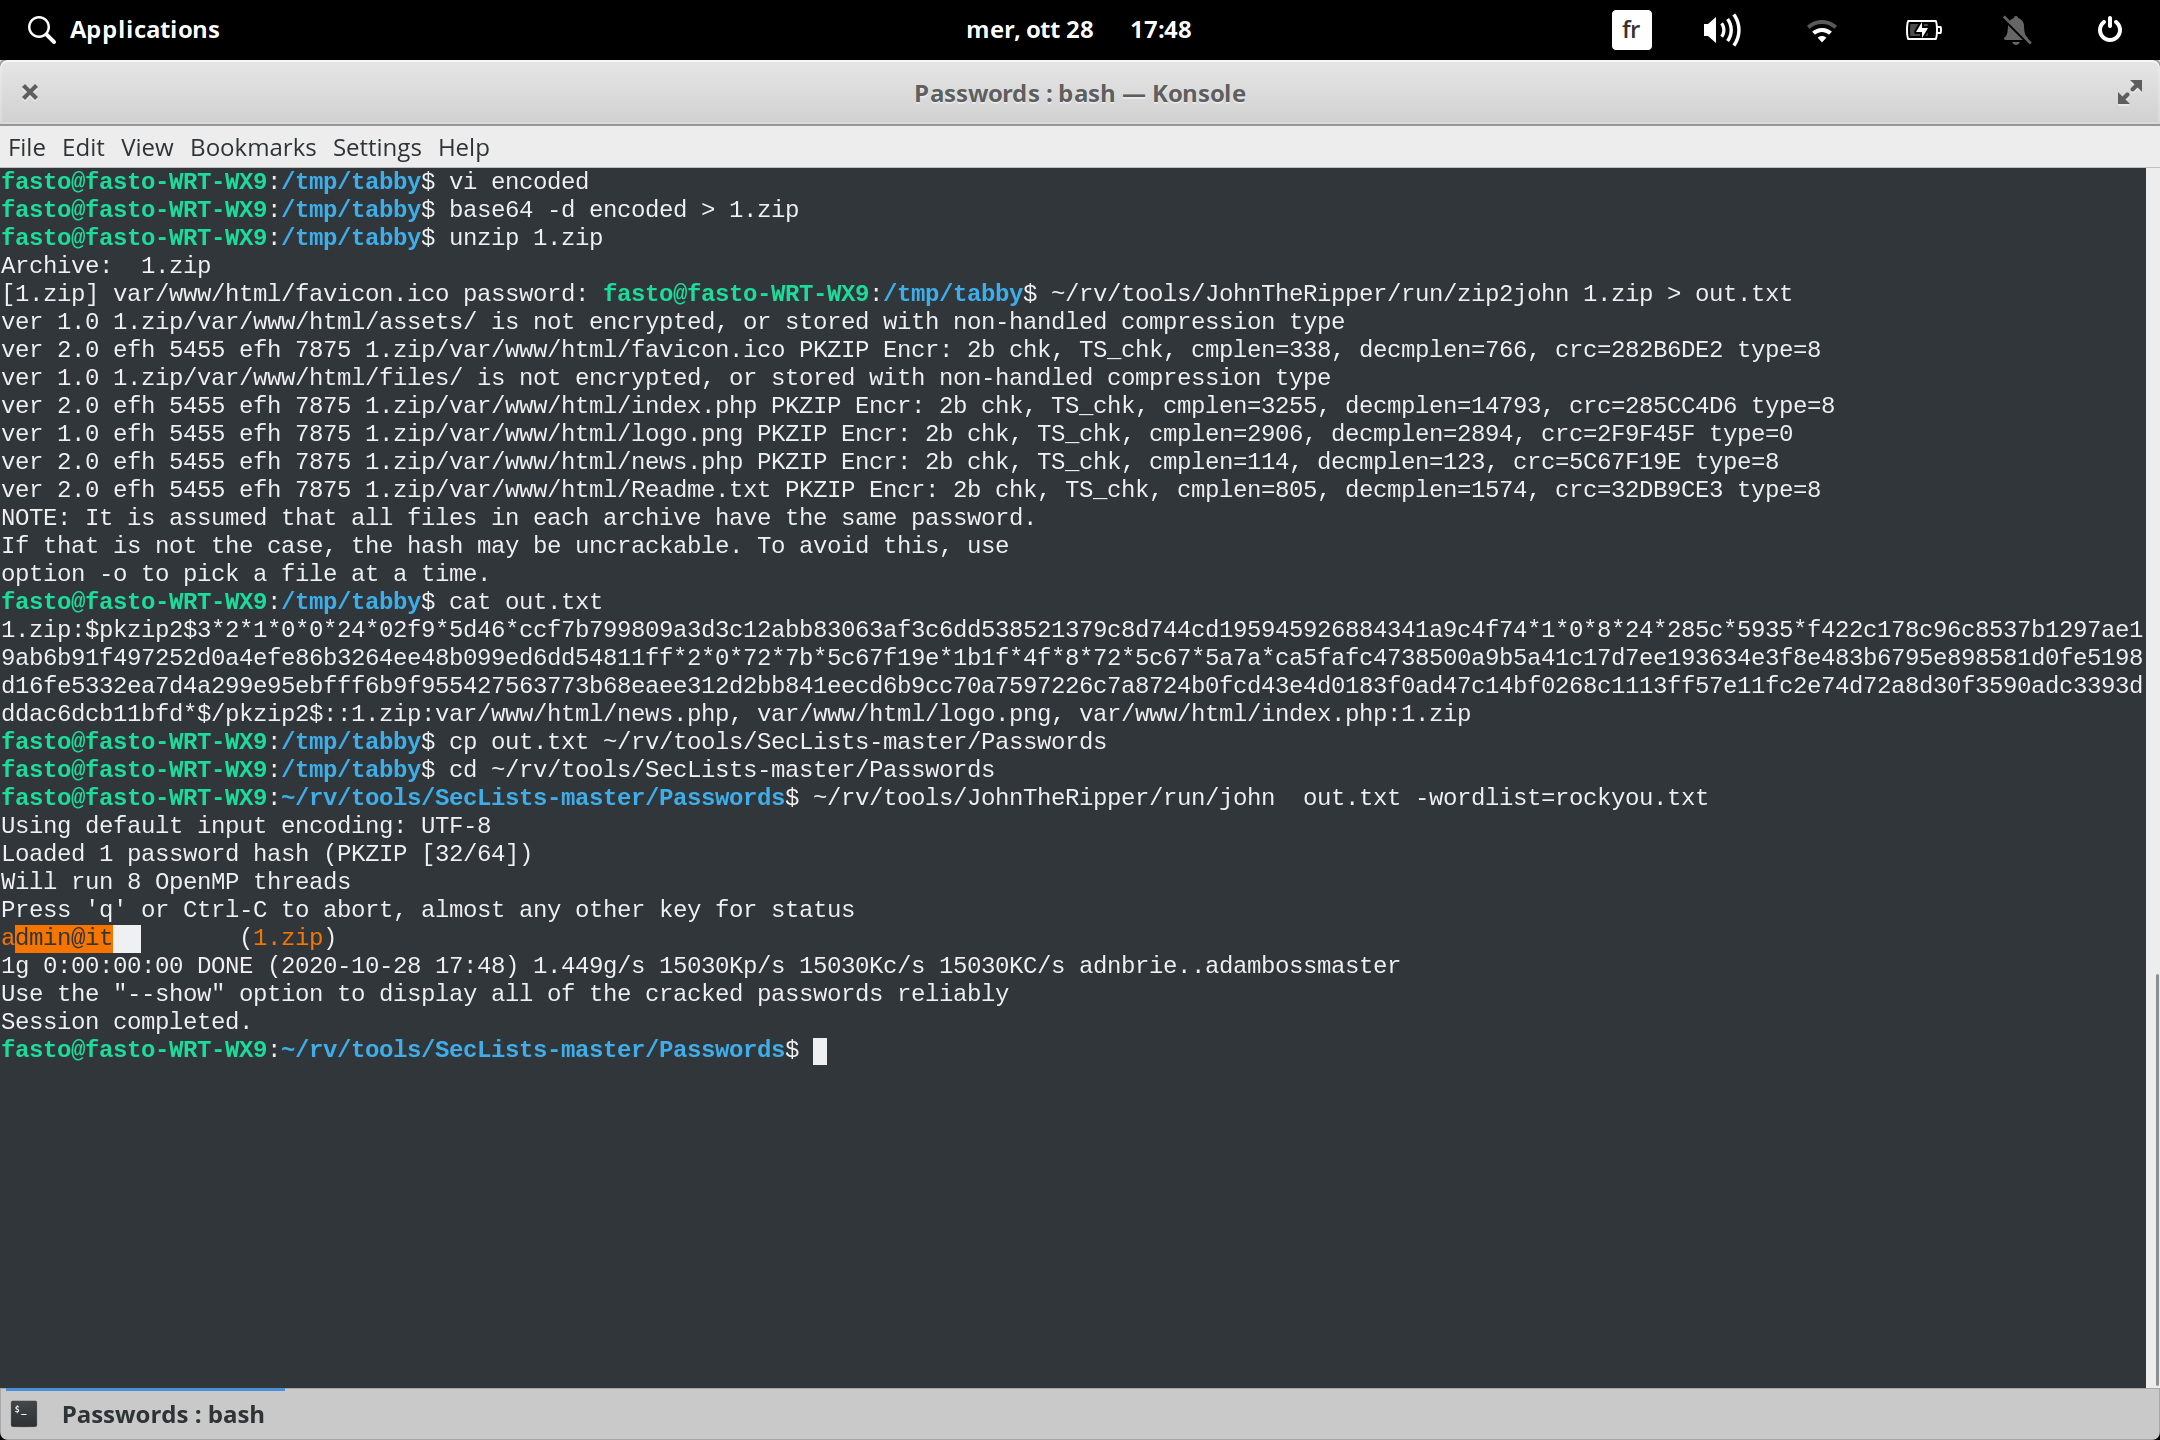 Applications
mer, ott 28 17:48
fr
Passwords : bash — Konsole
File Edit View Bookmarks Settings Help
fasto@fasto-WRT-WX9:/tmp/tabby$ vi encoded
fasto@fasto-WRT-WX9:/tmp/tabby$ base64 -d encoded > 1.zip
fasto@fasto-WRT-WX9:/tmp/tabby$ unzip 1.zip
Archive:  1.zip
[1.zip] var/www/html/favicon.ico password: fasto@fasto-WRT-WX9:/tmp/tabby$ ~/rv/tools/JohnTheRipper/run/zip2john 1.zip > out.txt
ver 1.0 1.zip/var/www/html/assets/ is not encrypted, or stored with non-handled compression type
ver 2.0 efh 5455 efh 7875 1.zip/var/www/html/favicon.ico PKZIP Encr: 2b chk, TS_chk, cmplen=338, decmplen=766, crc=282B6DE2 type=8
ver 1.0 1.zip/var/www/html/files/ is not encrypted, or stored with non-handled compression type
ver 2.0 efh 5455 efh 7875 1.zip/var/www/html/index.php PKZIP Encr: 2b chk, TS_chk, cmplen=3255, decmplen=14793, crc=285CC4D6 type=8
ver 1.0 efh 5455 efh 7875 1.zip/var/www/html/logo.png PKZIP Encr: 2b chk, TS_chk, cmplen=2906, decmplen=2894, crc=2F9F45F type=0
ver 2.0 efh 5455 efh 7875 1.zip/var/www/html/news.php PKZIP Encr: 2b chk, TS_chk, cmplen=114, decmplen=123, crc=5C67F19E type=8
ver 2.0 efh 5455 efh 7875 1.zip/var/www/html/Readme.txt PKZIP Encr: 2b chk, TS_chk, cmplen=805, decmplen=1574, crc=32DB9CE3 type=8
NOTE: It is assumed that all files in each archive have the same password.
If that is not the case, the hash may be uncrackable. To avoid this, use
option -o to pick a file at a time.
fasto@fasto-WRT-WX9:/tmp/tabby$ cat out.txt
1.zip:$pkzip2$3*2*1*0*0*24*02f9*5d46*ccf7b799809a3d3c12abb83063af3c6dd538521379c8d744cd195945926884341a9c4f74*1*0*8*24*285c*5935*f422c178c96c8537b1297ae1
9ab6b91f497252d0a4efe86b3264ee48b099ed6dd54811ff*2*0*72*7b*5c67f19e*1b1f*4f*8*72*5c67*5a7a*ca5fafc4738500a9b5a41c17d7ee193634e3f8e483b6795e898581d0fe5198
d16fe5332ea7d4a299e95ebfff6b9f955427563773b68eaee312d2bb841eecd6b9cc70a7597226c7a8724b0fcd43e4d0183f0ad47c14bf0268c1113ff57e11fc2e74d72a8d30f3590adc3393d
ddac6dcb11bfd*$/pkzip2$::1.zip:var/www/html/news.php, var/www/html/logo.png, var/www/html/index.php:1.zip
fasto@fasto-WRT-WX9:/tmp/tabby$ cp out.txt ~/rv/tools/SecLists-master/Passwords
fasto@fasto-WRT-WX9:/tmp/tabby$ cd ~/rv/tools/SecLists-master/Passwords
fasto@fasto-WRT-WX9:~/rv/tools/SecLists-master/Passwords$ ~/rv/tools/JohnTheRipper/run/john  out.txt -wordlist=rockyou.txt
Using default input encoding: UTF-8
Loaded 1 password hash (PKZIP [32/64])
Will run 8 OpenMP threads
Press 'q' or Ctrl-C to abort, almost any other key for status
admin@it         (1.zip)
1g 0:00:00:00 DONE (2020-10-28 17:48) 1.449g/s 15030Kp/s 15030Kc/s 15030KC/s adnbrie..adambossmaster
Use the "--show" option to display all of the cracked passwords reliably
Session completed.
fasto@fasto-WRT-WX9:~/rv/tools/SecLists-master/Passwords$
Passwords : bash